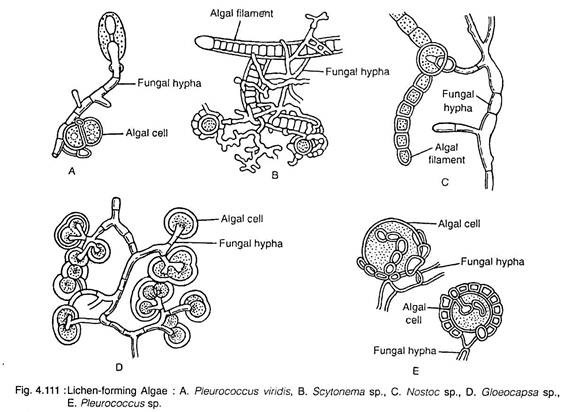 Algal filament
Fungal hypha
Fungal hypha
Algal cell
A
B
Fungal
hypha
Algal
filament
C
Algal cell
Fungal hypha
D
Algal cell
Fungal hypha
Algal
cell
Fungal hypha
E
Fig. 4.111 : Lichen-forming Algae : A. Pleurococcus viridis, B. Scytonema sp., C. Nostoc sp., D. Gloeocapsa sp.,
E. Pleurococcus sp.